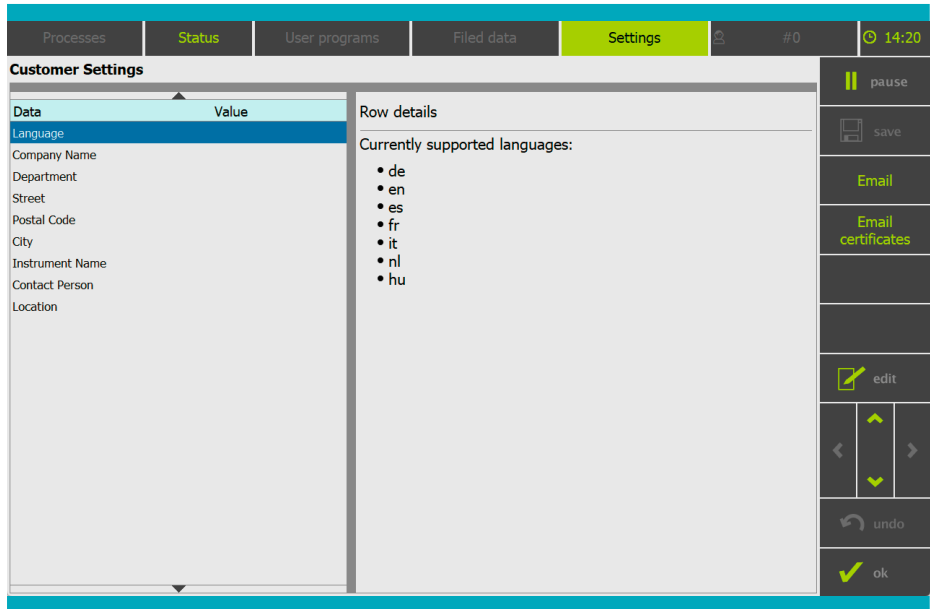 Processes Status User programs Filed data Settings #0 14:20
Customer Settings
pause
Data Value
Language
Company Name
Department
Street
Postal Code
City
Instrument Name
Contact Person
Location
Row details
Currently supported languages:
• de
• en
• es
• fr
• it
• nl
• hu
save
Email
Email
certificates
edit
undo
ok